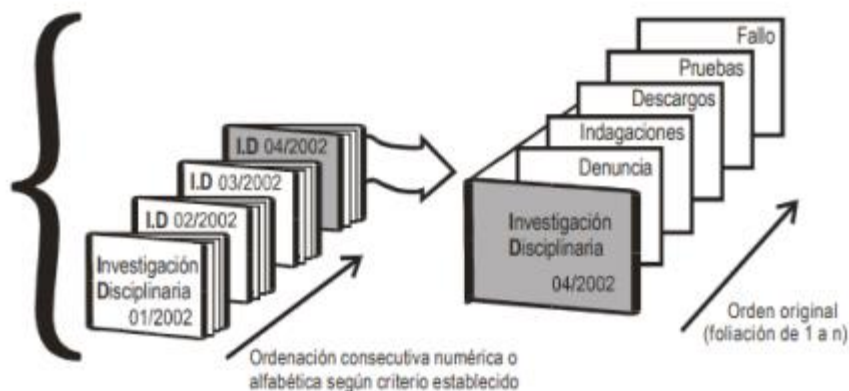 I.D 04/2002
I.D 03/2002
I.D 02/2002
Investigación
Disciplinaria
01/2002
Ordenación consecutiva numérica o
alfabética según criterio establecido
Fallo
Pruebas
Descargos
Indagaciones
Denuncia
Investigación
Disciplinaria
04/2002
Orden original
(foliación de 1 a n)